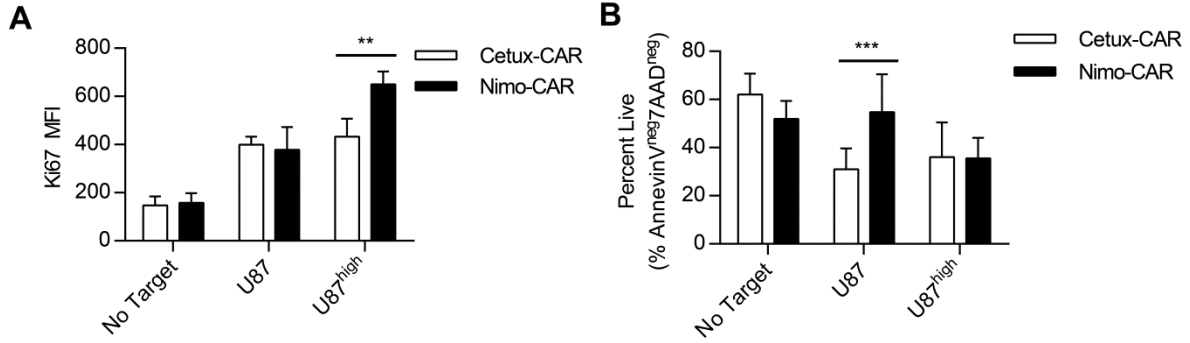 A
Ki67 MFI
800
600
400
200
0
**
Cetux-CAR
Nimo-CAR
No Target
U87
U87high
B
Percent Live
(% AnnevinVneg7AADneg)
80
60
40
20
0
***
Cetux-CAR
Nimo-CAR
No Target
U87
U87high